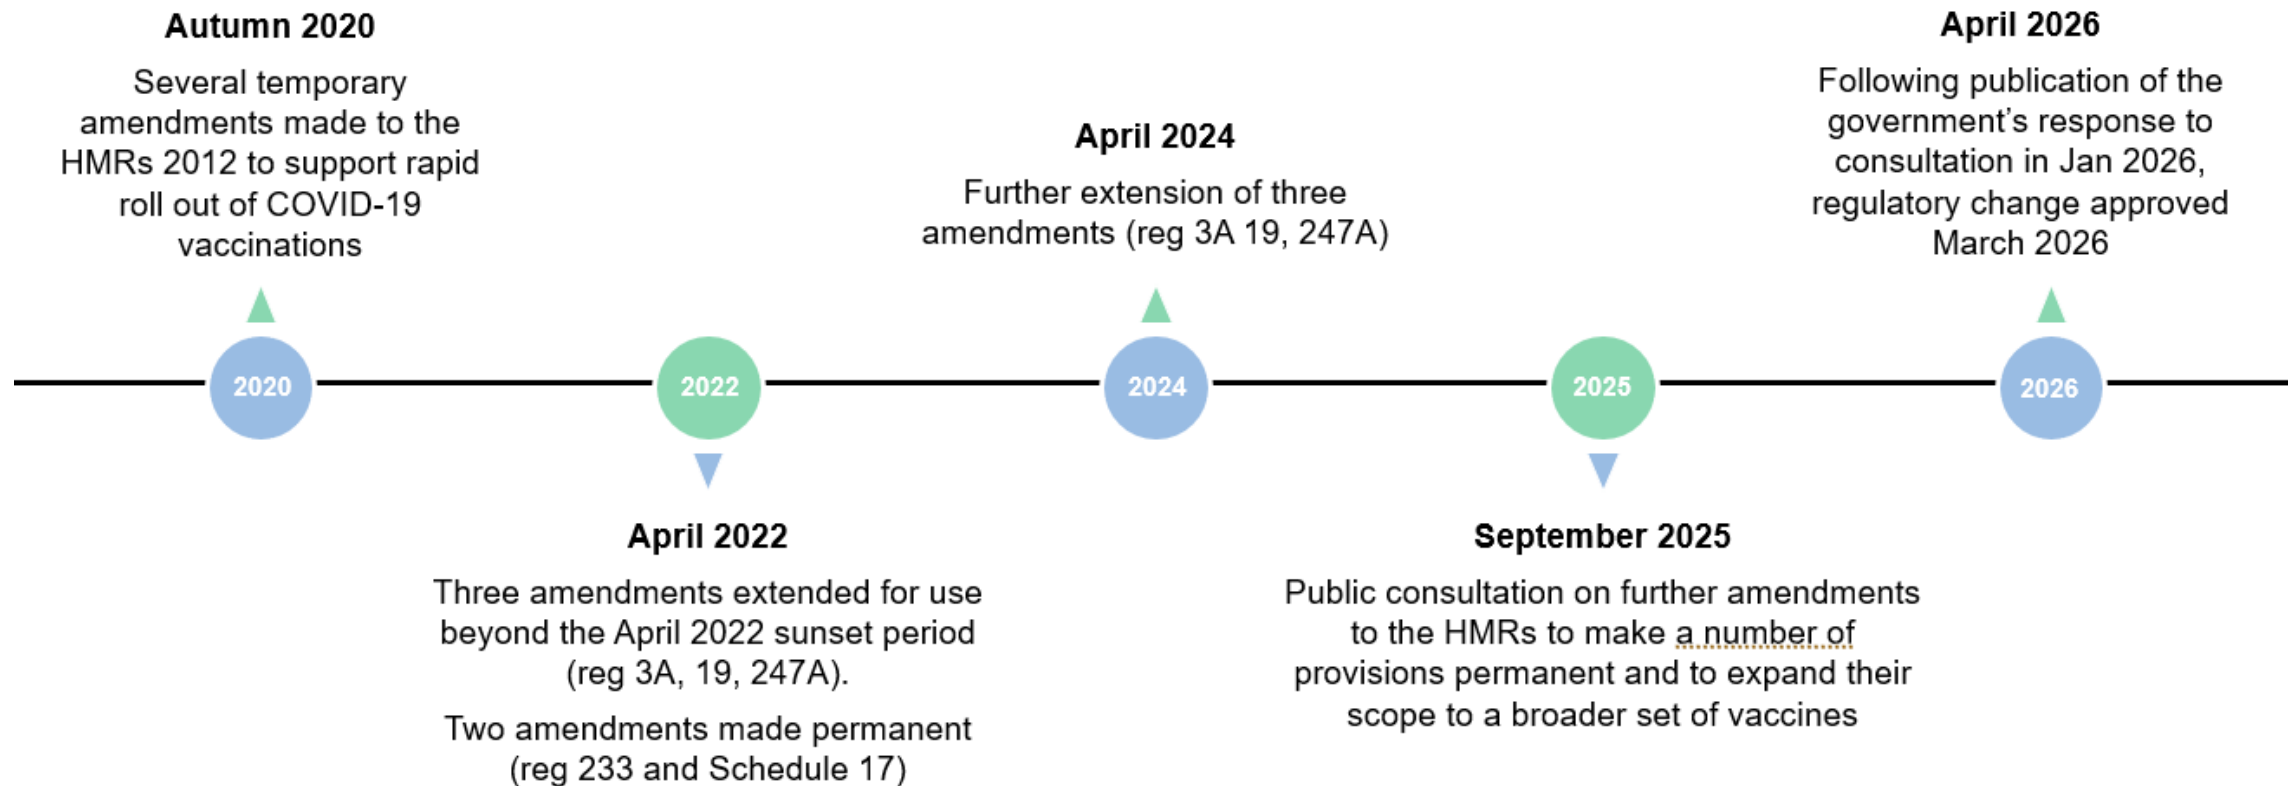 Autumn 2020
Several temporary
amendments made to the
HMRs 2012 to support rapid
roll out of COVID-19
vaccinations
April 2024
Further extension of three
amendments (reg 3A 19, 247A)
April 2026
Following publication of the
government’s response to
consultation in Jan 2026,
regulatory change approved
March 2026
2020
2022
2024
2025
2026
April 2022
Three amendments extended for use
beyond the April 2022 sunset period
(reg 3A, 19, 247A).
Two amendments made permanent
(reg 233 and Schedule 17)
September 2025
Public consultation on further amendments
to the HMRs to make a number of
provisions permanent and to expand their
scope to a broader set of vaccines